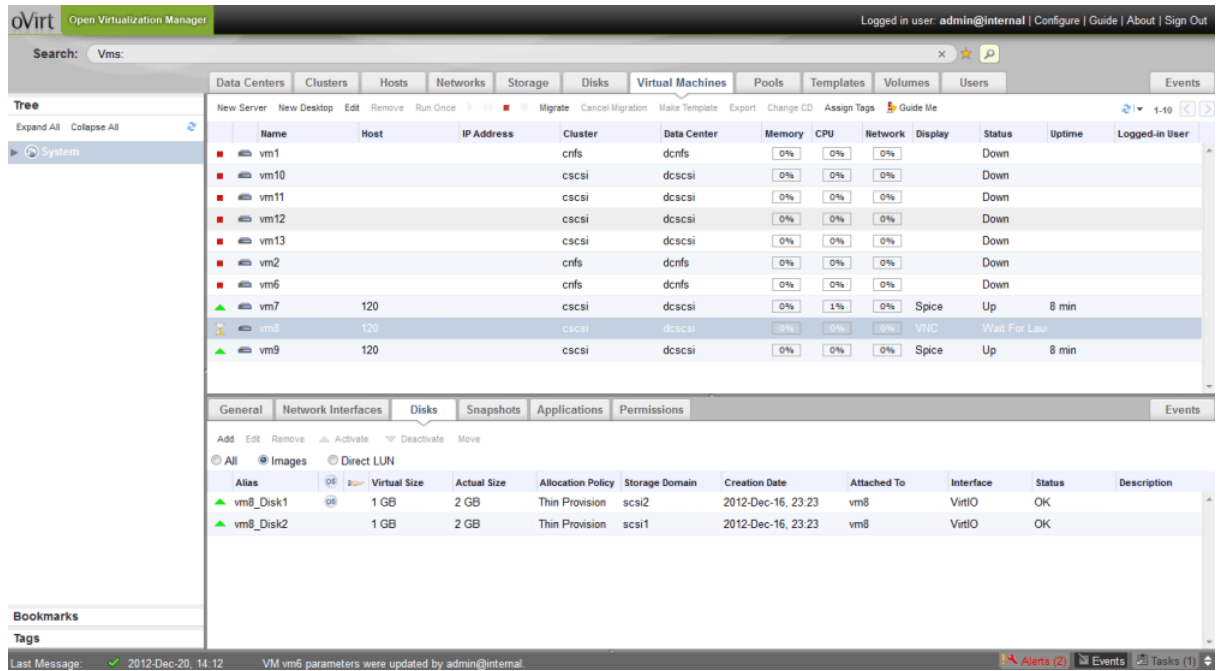 oVirt Open Virtualization Manager Logged in user: admin@internal | Configure | Guide | About | Sign Out
Search: Vms:
Data Centers Clusters Hosts Networks Storage Disks Virtual Machines Pools Templates Volumes Users Events
Tree
New Server New Desktop Edit Remove Run Once Migrate Cancel Migration Make Template Export Change CD Assign Tags Guide Me 1-10
Expand All Collapse All
System
Name Host IP Address Cluster Data Center Memory CPU Network Display Status Uptime Logged-in User
vm1 cnfs dcnfs 0% 0% 0% Down
vm10 cscsi dcscsi 0% 0% 0% Down
vm11 cscsi dcscsi 0% 0% 0% Down
vm12 cscsi dcscsi 0% 0% 0% Down
vm13 cscsi dcscsi 0% 0% 0% Down
vm2 cnfs dcnfs 0% 0% 0% Down
vm6 cnfs dcnfs 0% 0% 0% Down
vm7 120 cscsi dcscsi 0% 1% 0% Spice Up 8 min
vm8 120 cscsi dcscsi 0% 0% 0% VNC Wait For Lau
vm9 120 cscsi dcscsi 0% 0% 0% Spice Up 8 min
General Network Interfaces Disks Snapshots Applications Permissions Events
Add Edit Remove Activate Deactivate Move
All Images Direct LUN
Alias OS Virtual Size Actual Size Allocation Policy Storage Domain Creation Date Attached To Interface Status Description
vm8_Disk1 OS 1 GB 2 GB Thin Provision scsi2 2012-Dec-16, 23:23 vm8 VirtIO OK
vm8_Disk2 1 GB 2 GB Thin Provision scsi1 2012-Dec-16, 23:23 vm8 VirtIO OK
Bookmarks
Tags
Last Message: 2012-Dec-20, 14:12 VM vm6 parameters were updated by admin@internal. Alerts (2) Events Tasks (1)